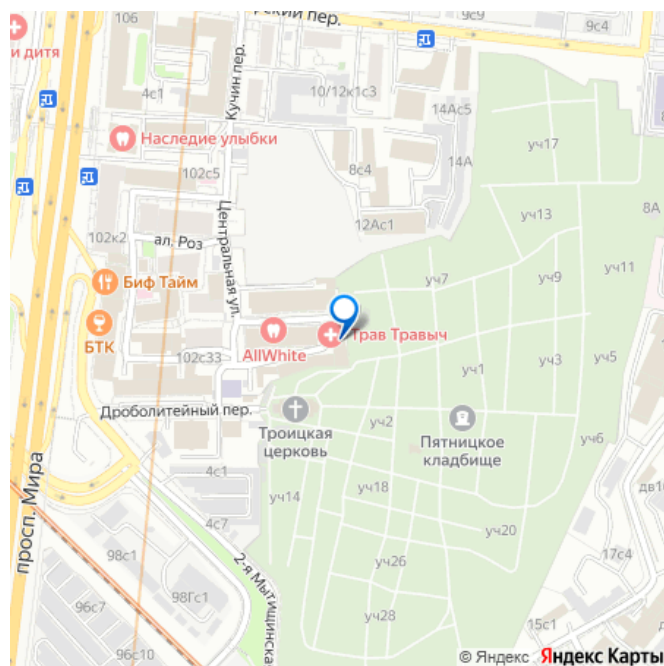 рский пер.
9с9
9с4
106
и дитя
4с1
Кучин пер.
10/12к1с3
14Ас5
Наследие улыбки
14А
уч17
8с4
102с5
12Ас1
уч13
8А
102к2
ал. Роз
Центральная ул.
уч11
уч7
уч9
Биф Тайм
Трав Травыч
БТК
AllWhite
102с33
уч1
уч3
уч5
Дроболитейный пер.
уч2
Троицкая
церковь
Пятницкое
кладбище
уч6
4с1
просп. Мира
уч14
уч18
дв16
4с7
уч20
98с1
2-я Мытищинская
уч26
17с4
98Гс1
96с7
уч28
15с1
96с10
© Яндекс Яндекс Карты